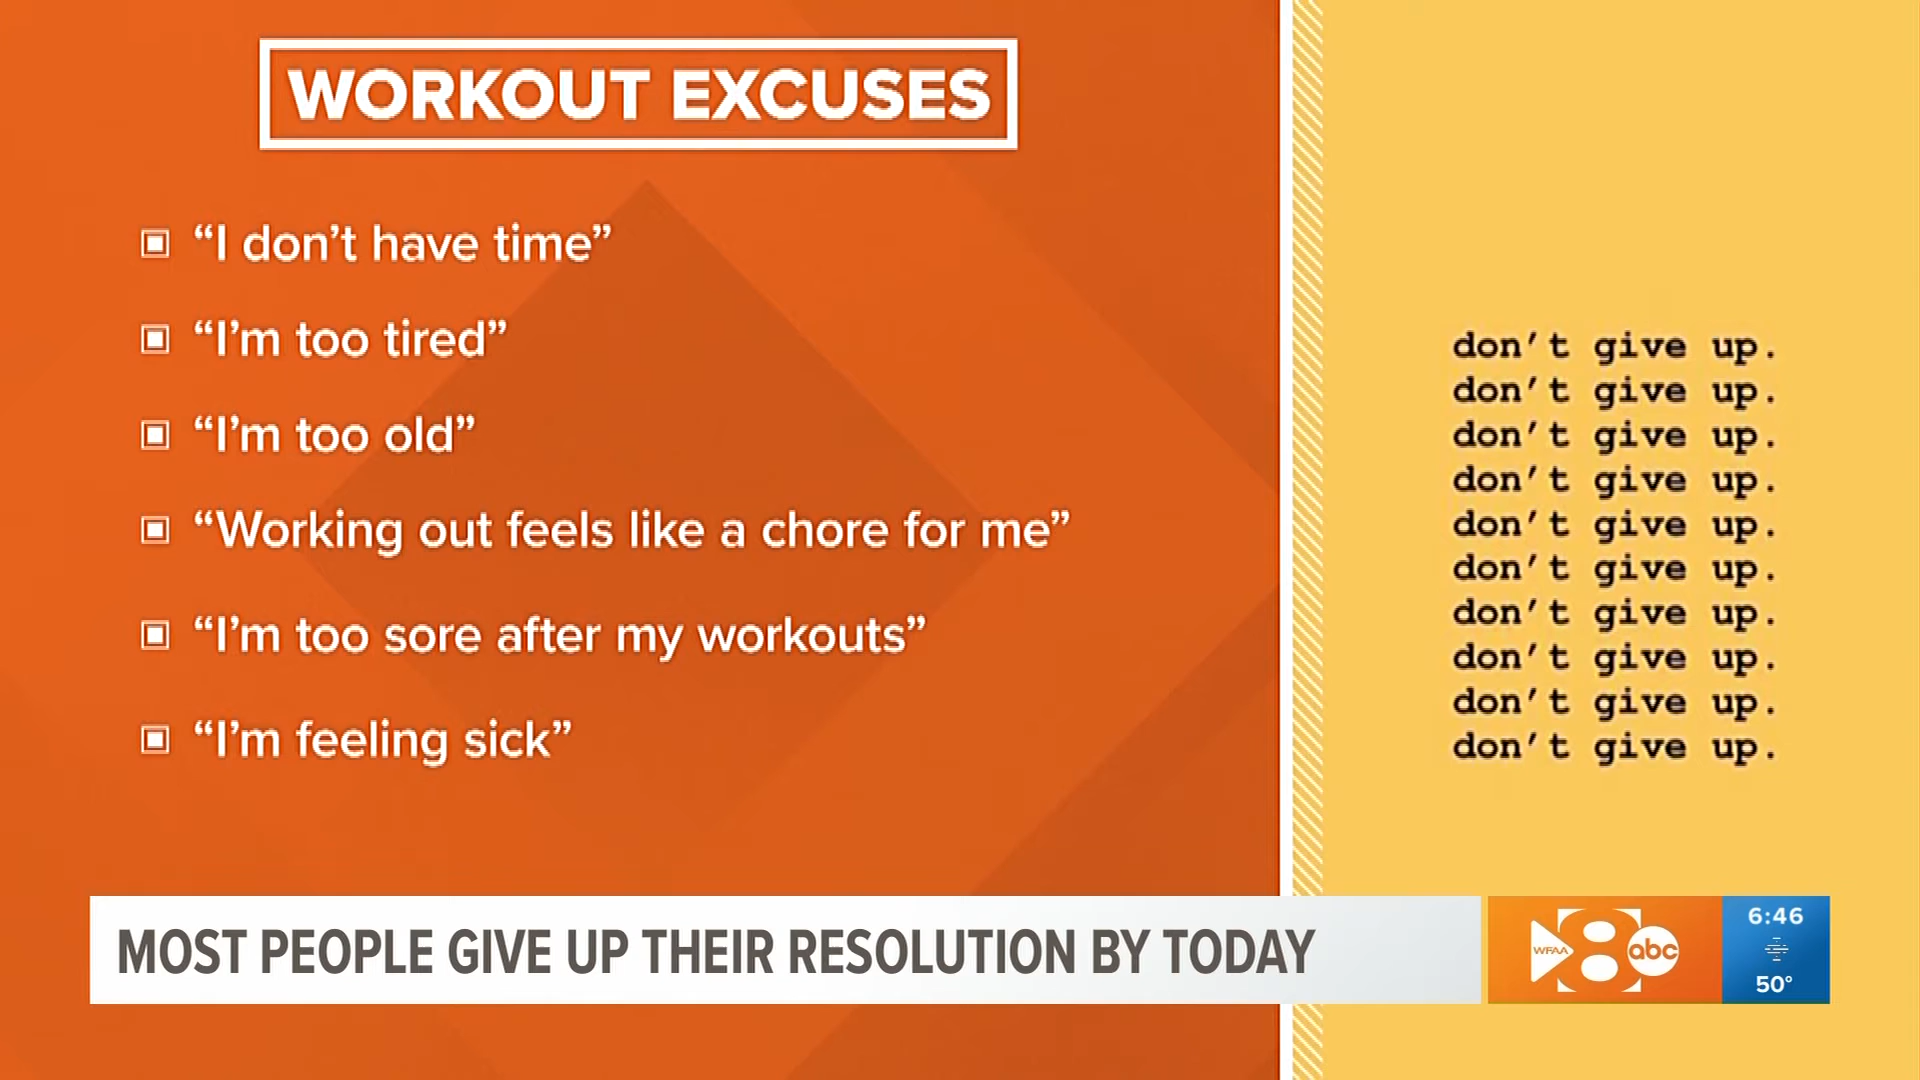 WORKOUT EXCUSES
“I don’t have time”
“I’m too tired”
“I’m too old”
“Working out feels like a chore for me”
“I’m too sore after my workouts”
“I’m feeling sick”
don’t give up.
don’t give up.
don’t give up.
don’t give up.
don’t give up.
don’t give up.
don’t give up.
don’t give up.
don’t give up.
don’t give up.
MOST PEOPLE GIVE UP THEIR RESOLUTION BY TODAY
WFAA 8 abc
6:46
50°